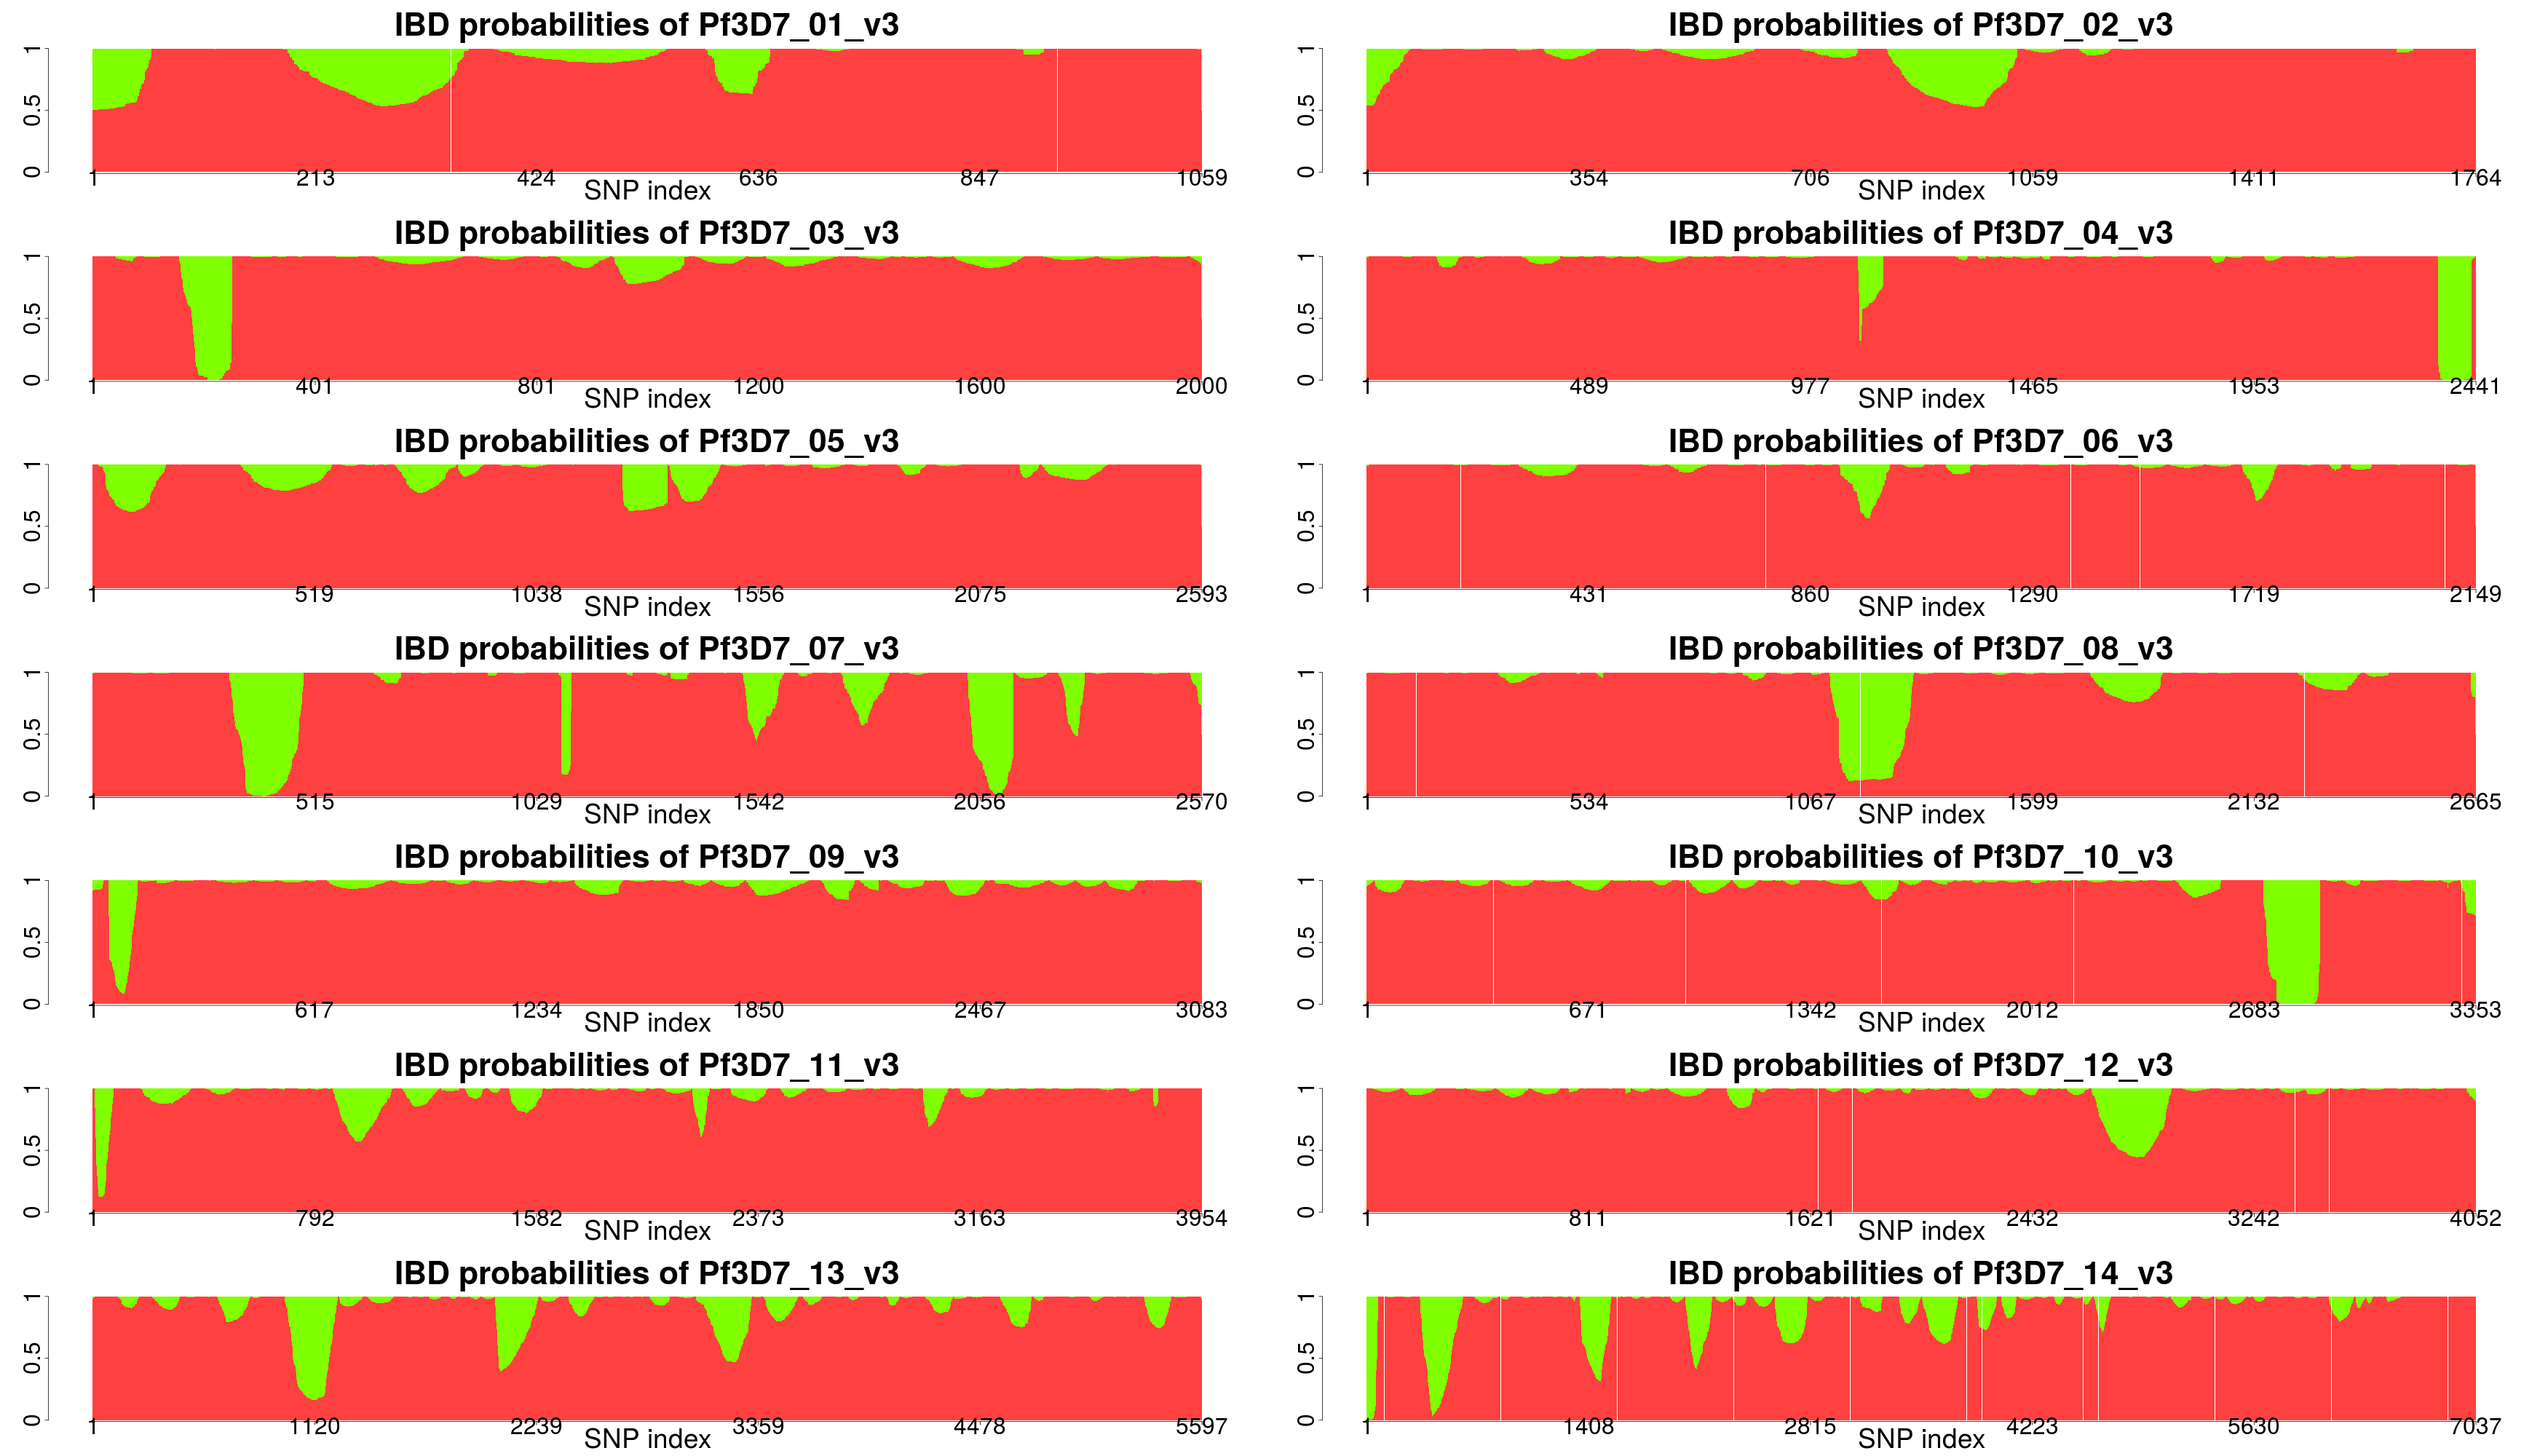 IBD probabilities of Pf3D7_01_v3
0 0.5 1
1 213 424 636 847 1059
SNP index
IBD probabilities of Pf3D7_02_v3
0 0.5 1
1 354 706 1059 1411 1764
SNP index
IBD probabilities of Pf3D7_03_v3
0 0.5 1
1 401 801 1200 1600 2000
SNP index
IBD probabilities of Pf3D7_04_v3
0 0.5 1
1 489 977 1465 1953 2441
SNP index
IBD probabilities of Pf3D7_05_v3
0 0.5 1
1 519 1038 1556 2075 2593
SNP index
IBD probabilities of Pf3D7_06_v3
0 0.5 1
1 431 860 1290 1719 2149
SNP index
IBD probabilities of Pf3D7_07_v3
0 0.5 1
1 515 1029 1542 2056 2570
SNP index
IBD probabilities of Pf3D7_08_v3
0 0.5 1
1 534 1067 1599 2132 2665
SNP index
IBD probabilities of Pf3D7_09_v3
0 0.5 1
1 617 1234 1850 2467 3083
SNP index
IBD probabilities of Pf3D7_10_v3
0 0.5 1
1 671 1342 2012 2683 3353
SNP index
IBD probabilities of Pf3D7_11_v3
0 0.5 1
1 792 1582 2373 3163 3954
SNP index
IBD probabilities of Pf3D7_12_v3
0 0.5 1
1 811 1621 2432 3242 4052
SNP index
IBD probabilities of Pf3D7_13_v3
0 0.5 1
1 1120 2239 3359 4478 5597
SNP index
IBD probabilities of Pf3D7_14_v3
0 0.5 1
1 1408 2815 4223 5630 7037
SNP index